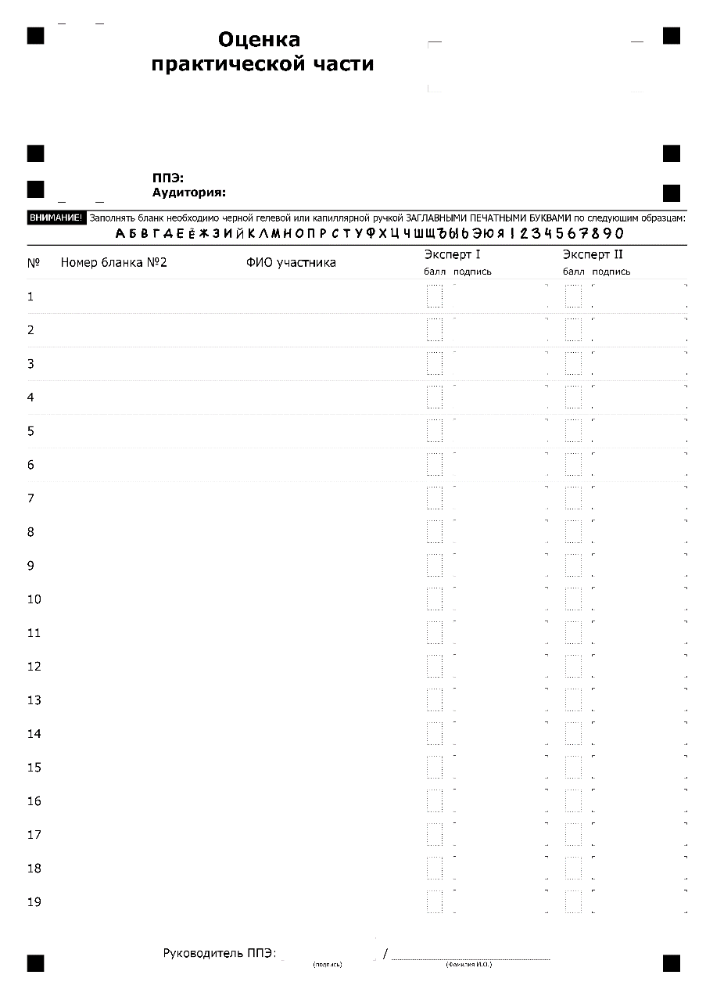 Оценка
практической части
ППЭ:
Аудитория:
ВНИМАНИЕ! Заполнять бланк необходимо черной гелевой или капиллярной ручкой ЗАГЛАВНЫМИ ПЕЧАТНЫМИ БУКВАМИ по следующим образцам:
А Б В Г Д Е Ё Ж З И Й К Л М Н О П Р С Т У Ф Х Ц Ч Ш Щ Ъ Ы Ь Э Ю Я 1 2 3 4 5 6 7 8 9 0
№ Номер бланка №2 ФИО участника Эксперт I Эксперт II
балл подпись балл подпись
1
2
3
4
5
6
7
8
9
10
11
12
13
14
15
16
17
18
19
Руководитель ППЭ: /
(подпись) (Фамилия И.О.)